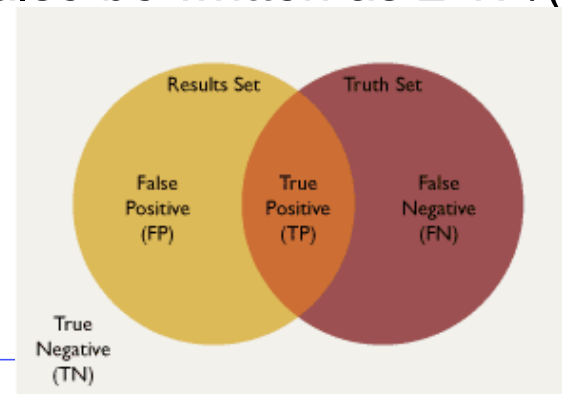 Results Set
Truth Set
False
Positive
(FP)
True
Positive
(TP)
False
Negative
(FN)
True
Negative
(TN)